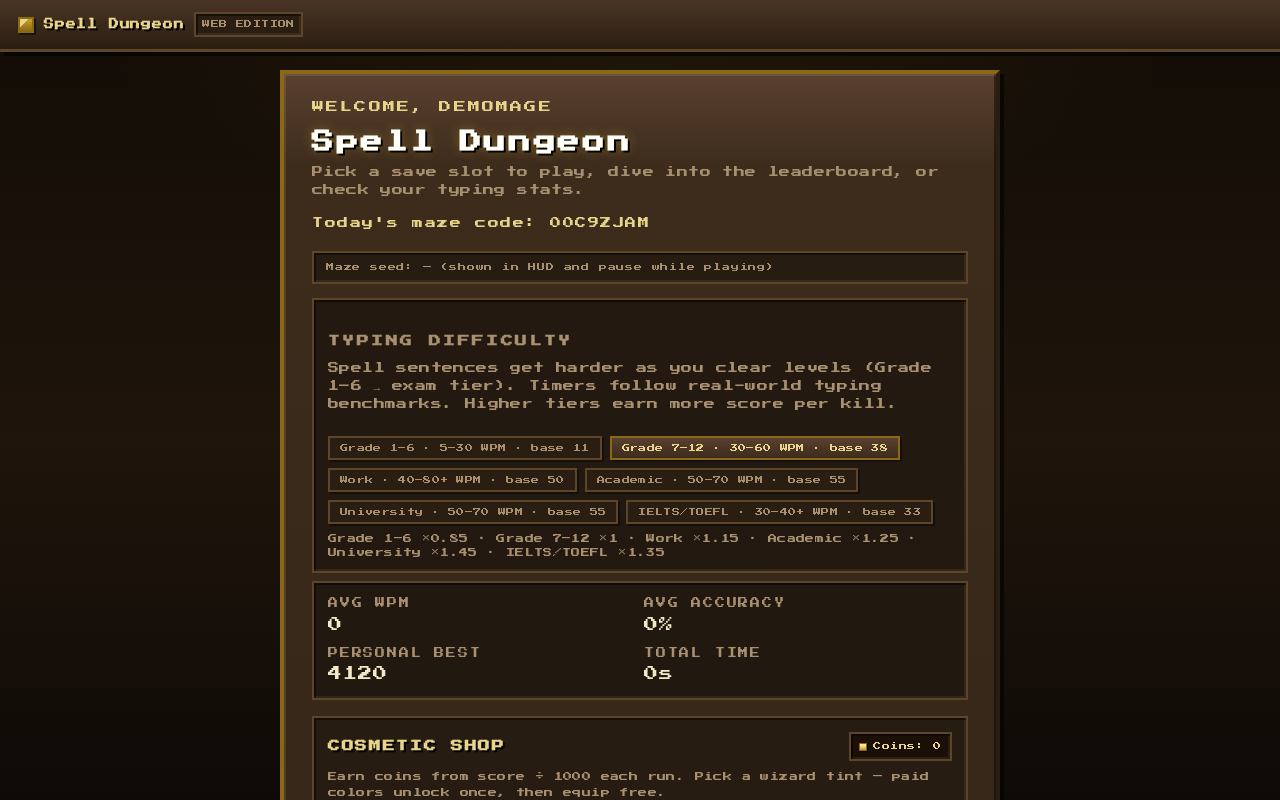 Spell Dungeon WEB EDITION
WELCOME, DEMOMAGE
Spell Dungeon
Pick a save slot to play, dive into the leaderboard, or
check your typing stats.
Today's maze code: 00C9ZJAM
Maze seed: — (shown in HUD and pause while playing)
TYPING DIFFICULTY
Spell sentences get harder as you clear levels (Grade
1–6 → exam tier). Timers follow real-world typing
benchmarks. Higher tiers earn more score per kill.
Grade 1–6 · 5–30 WPM · base 11
Grade 7–12 · 30–60 WPM · base 38
Work · 40–80+ WPM · base 50
Academic · 50–70 WPM · base 55
University · 50–70 WPM · base 55
IELTS/TOEFL · 30–40+ WPM · base 33
Grade 1–6 ×0.85 · Grade 7–12 ×1 · Work ×1.15 · Academic ×1.25 ·
University ×1.45 · IELTS/TOEFL ×1.35
AVG WPM
0
AVG ACCURACY
0%
PERSONAL BEST
4120
TOTAL TIME
0s
COSMETIC SHOP
Coins: 0
Earn coins from score ÷ 1000 each run. Pick a wizard tint — paid
colors unlock once, then equip free.